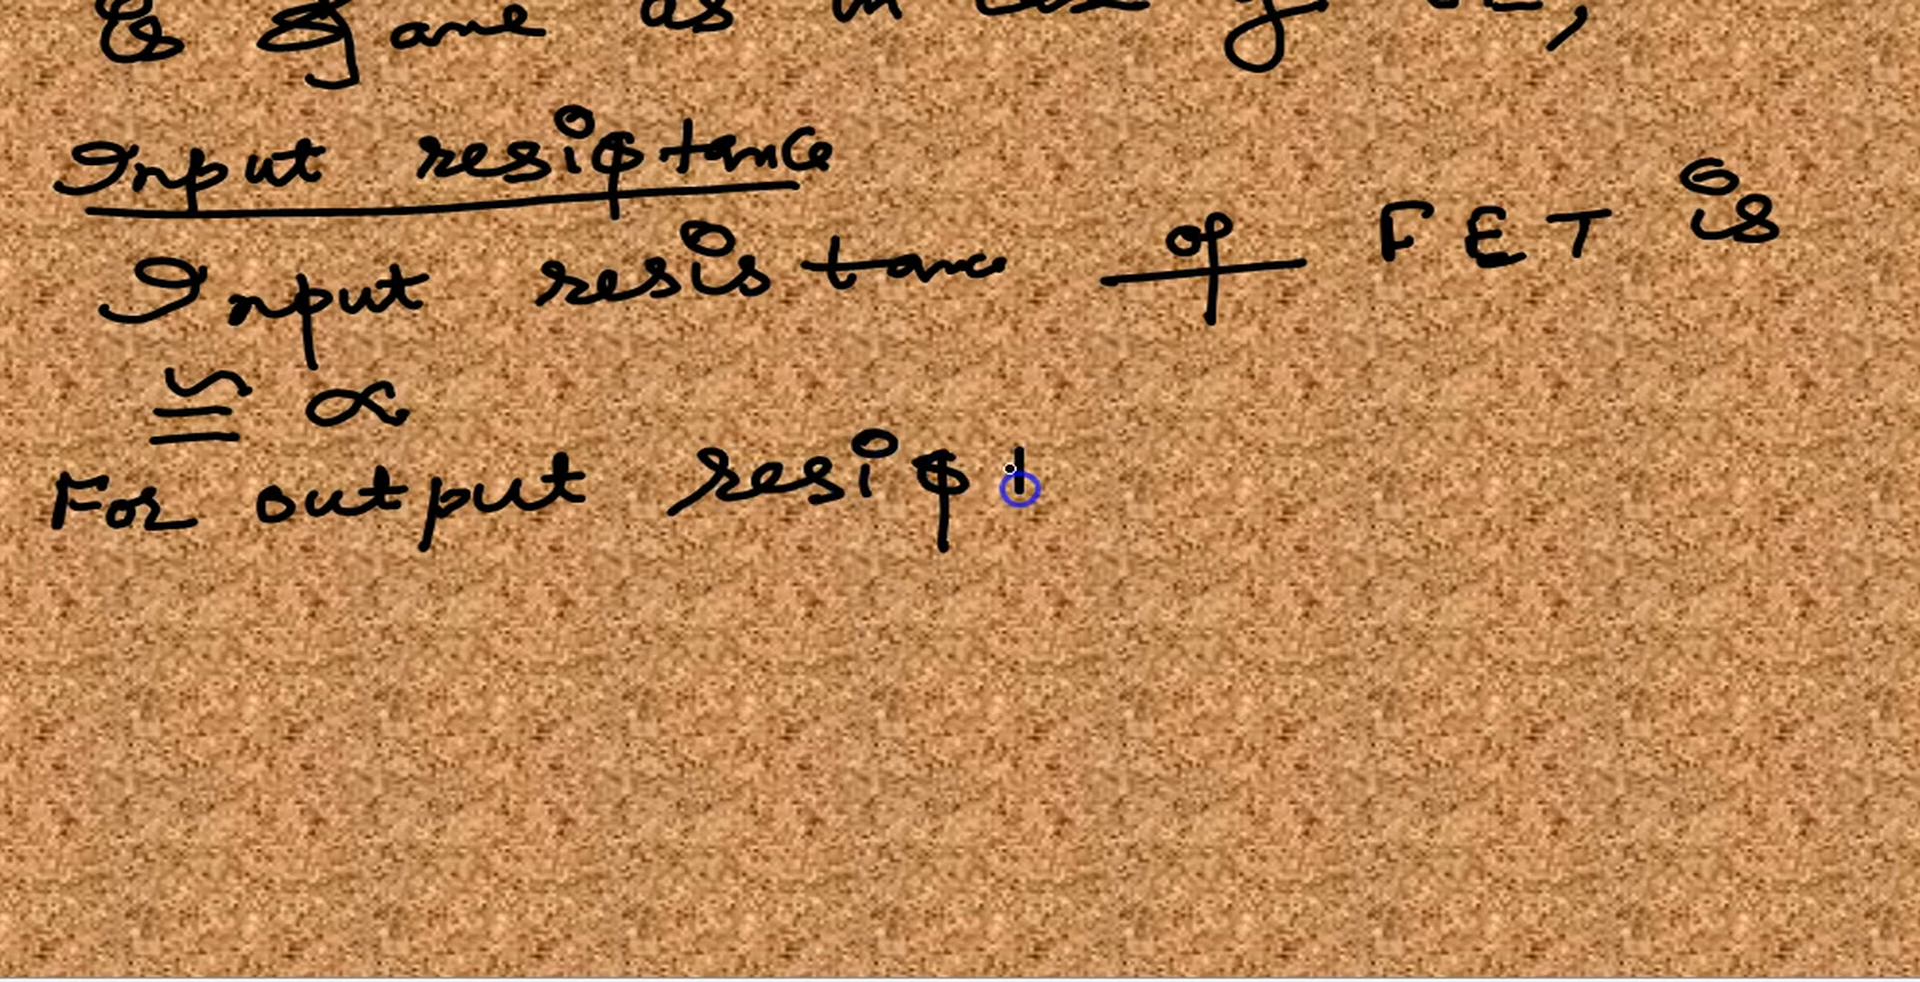 is same as in case of
Input resistance
Input resistance of FET is
≅ ∝
For output resist